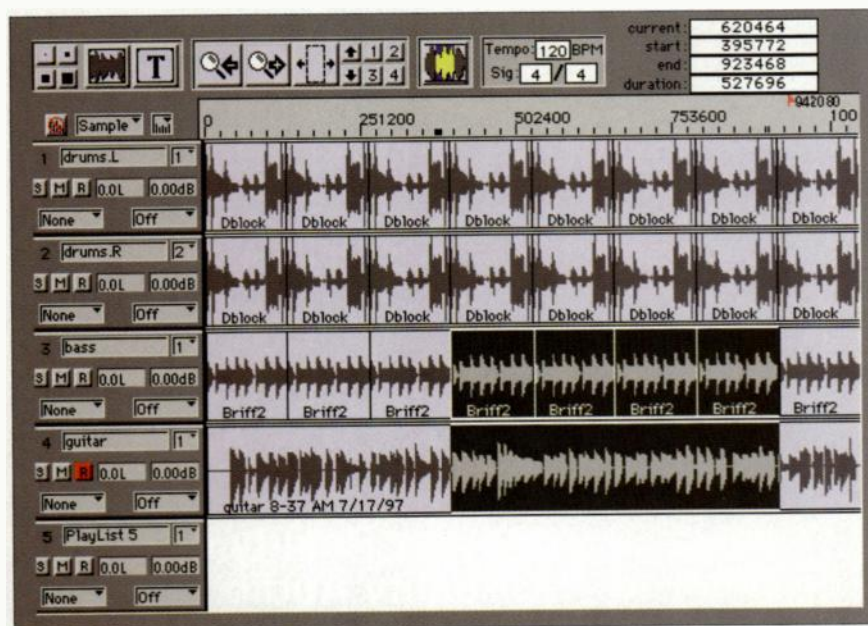 current: 620464
start: 395772
end: 923468
duration: 527696
T
1 2
3 4
Tempo: 120 BPM
Sig: 4 / 4
Sample
0 251200 502400 753600 100
942080
1 drums.L 1
S M R 0.0L 0.00dB
None Off
Dblock Dblock Dblock Dblock Dblock Dblock Dblock Dblock
2 drums.R 2
S M R 0.0L 0.00dB
None Off
Dblock Dblock Dblock Dblock Dblock Dblock Dblock Dblock
3 bass 1
S M R 0.0L 0.00dB
None Off
Briff2 Briff2 Briff2 Briff2 Briff2 Briff2 Briff2 Briff2
4 guitar 1
S M R 0.0L 0.00dB
None Off
guitar 8-37 AM 7/17/97
5 PlayList 5 1
S M R 0.0L 0.00dB
None Off